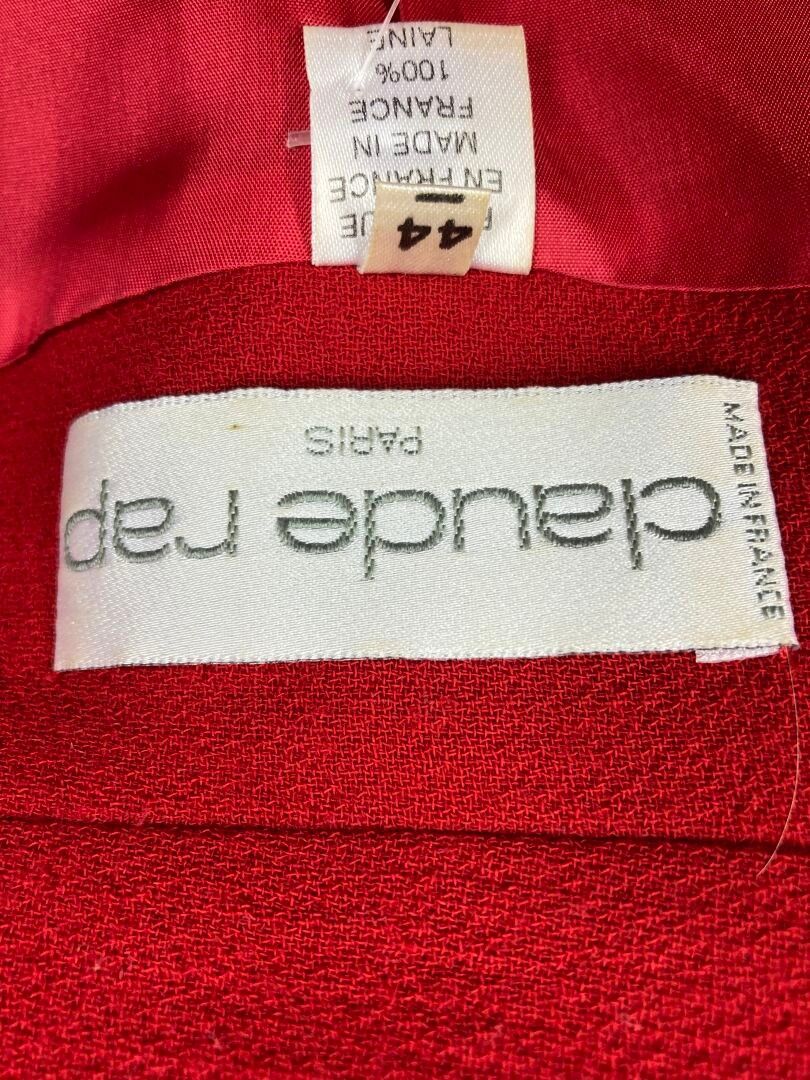 MADE IN FRANCE
claude rap
PARIS
44
EN FRANCE
MADE IN
FRANCE
100%
LAINE